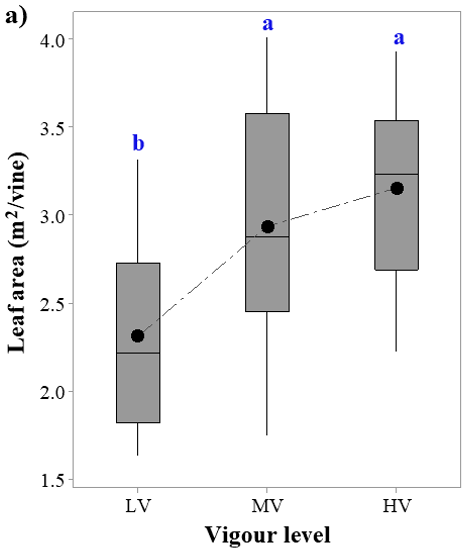 a)
a
a
b
4.0
3.5
3.0
2.5
2.0
1.5
Leaf area (m²/vine)
LV MV HV
Vigour level